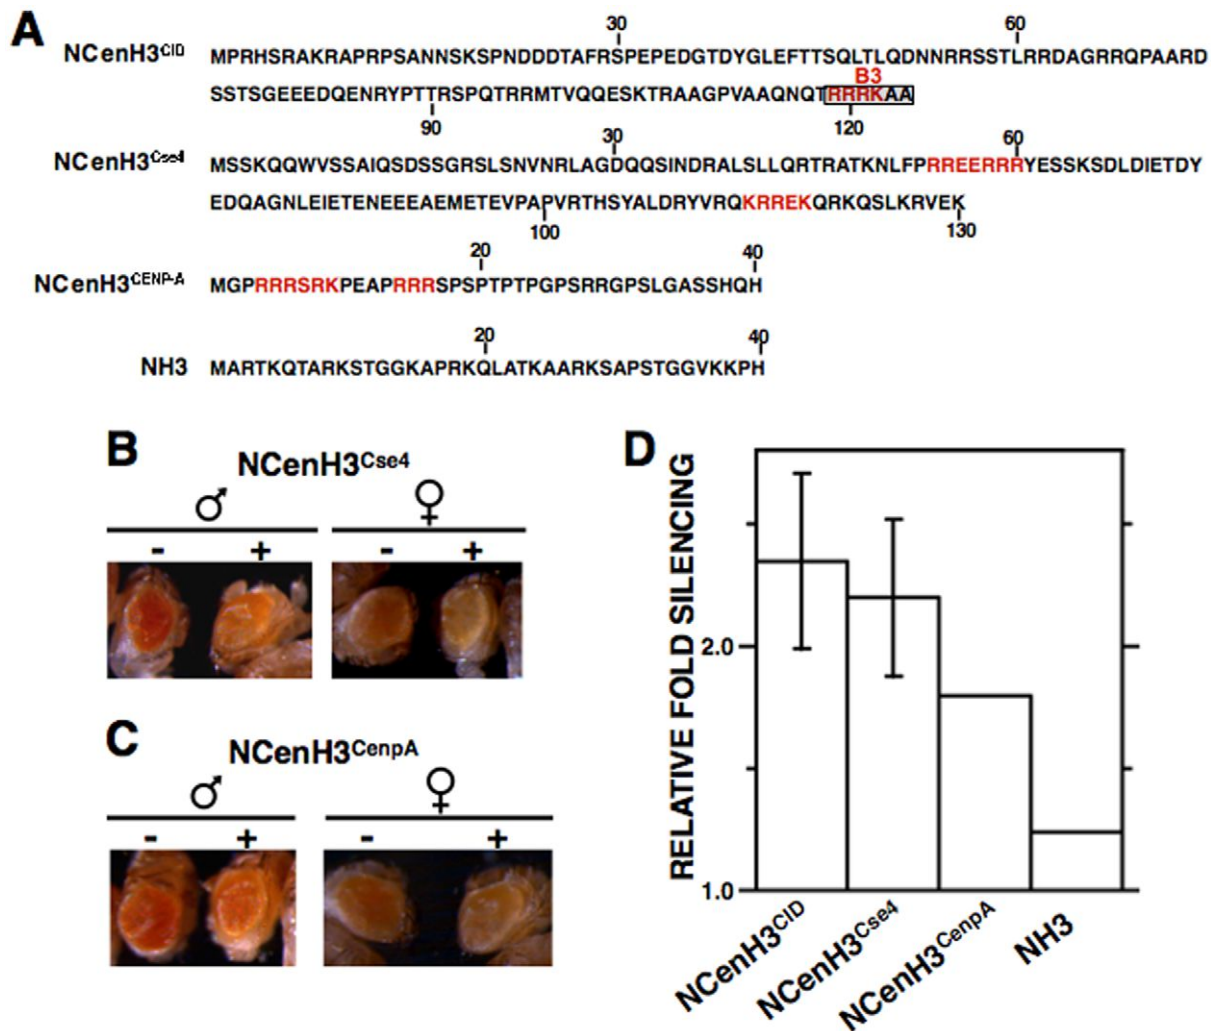 A
30 60
NCenH3CID MPRHSRAKRAPRPSANNSKSPNDDDTAFRSPEPEDGTDYGLEFTTSQLTLQDNNRRSSTLRRDAGRRQPAARD
B3
SSTSGEEEDQENRYPTTRSPQTRRMTVQQESKTRAAGPVAAQNQTRRRKAA
90 120
30 60
NCenH3Cse4 MSSKQQWVSSAIQSDSSGRSLSNVNRLAGDQQSINDRALSLLQRTRATKNLFPRREERRRYESSKSDLDIETDY
EDQAGNLEIETENEEEAEMETEVPAPVRTHSYALDRYVRQKRREKQRKQSLKRVEK
100 130
20 40
NCenH3CENP-A MGPRRRSRKPEAPRRRSPSPTPTPGPSRRGPSLGASSHQH
20 40
NH3 MARTKQTARKSTGGKAPRKQLATKAARKSAPSTGGVKKPH
B
NCenH3Cse4
♂ ♀
- + - +
C
NCenH3CenpA
♂ ♀
- + - +
D
RELATIVE FOLD SILENCING
2.0
1.0
NCenH3CID
NCenH3Cse4
NCenH3CenpA
NH3